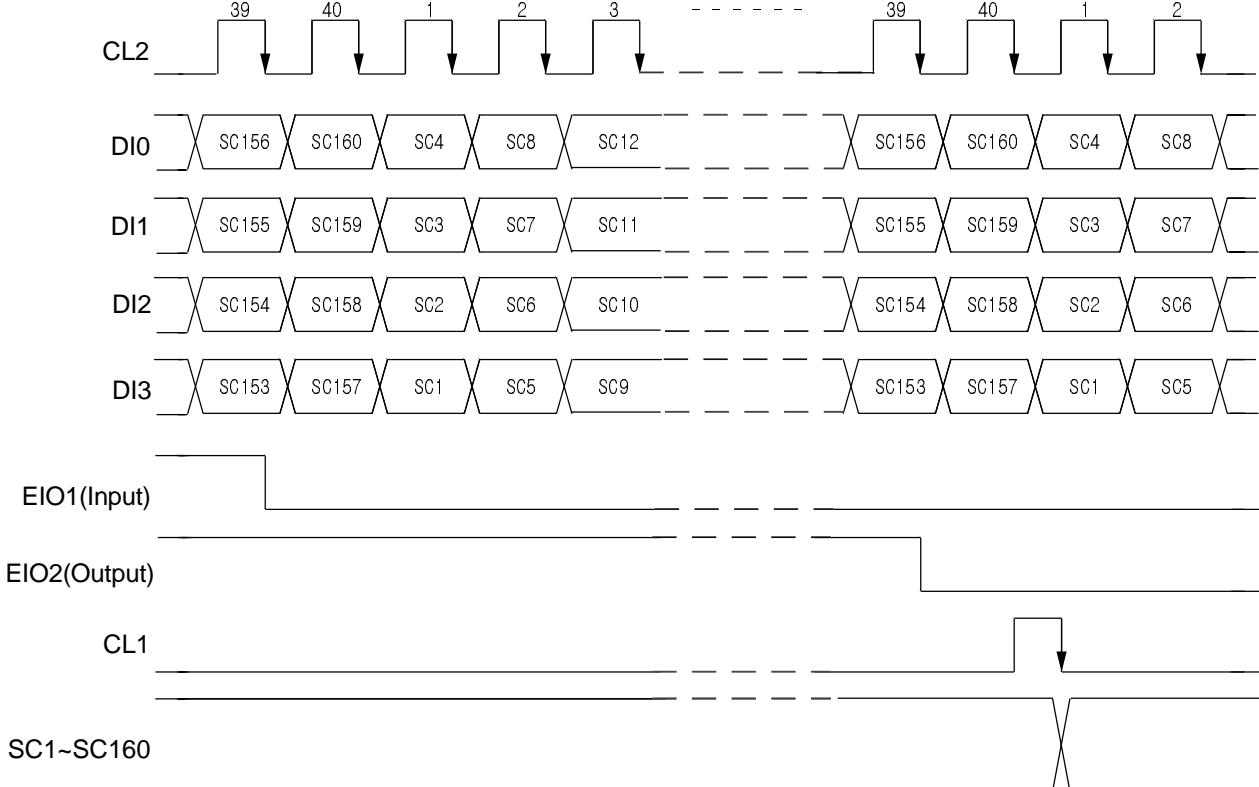 39 40 1 2 3 39 40 1 2
CL2
DI0 SC156 SC160 SC4 SC8 SC12 SC156 SC160 SC4 SC8
DI1 SC155 SC159 SC3 SC7 SC11 SC155 SC159 SC3 SC7
DI2 SC154 SC158 SC2 SC6 SC10 SC154 SC158 SC2 SC6
DI3 SC153 SC157 SC1 SC5 SC9 SC153 SC157 SC1 SC5
EIO1(Input)
EIO2(Output)
CL1
SC1~SC160